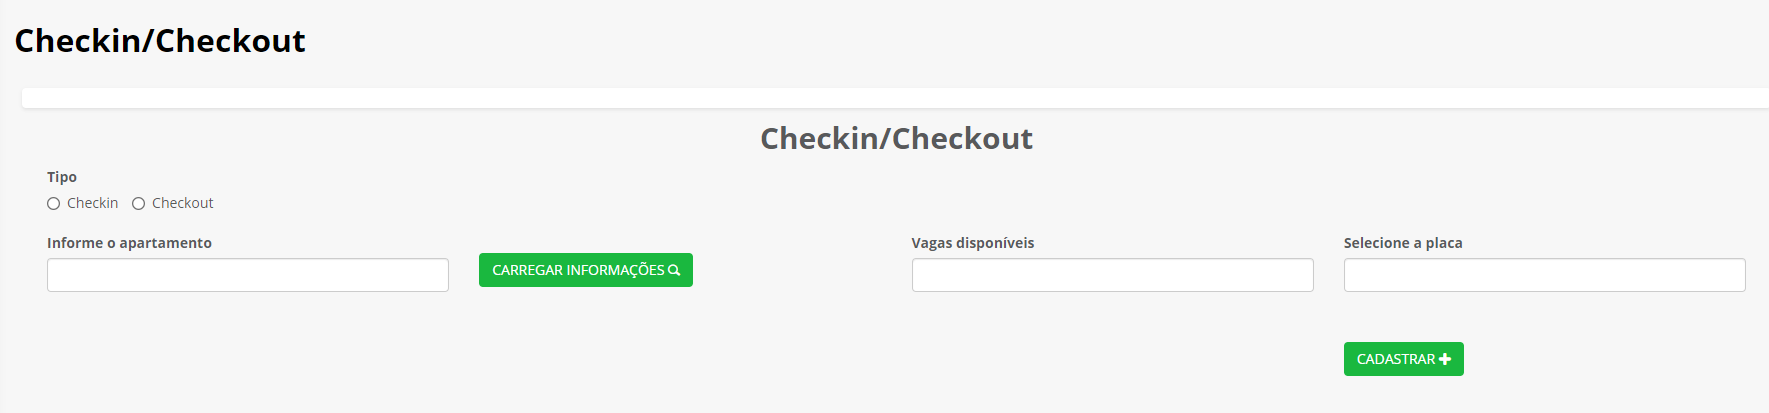 Checkin/Checkout
Checkin/Checkout
Tipo
Checkin Checkout
Informe o apartamento
CARREGAR INFORMAÇÕES
Vagas disponíveis
Selecione a placa
CADASTRAR